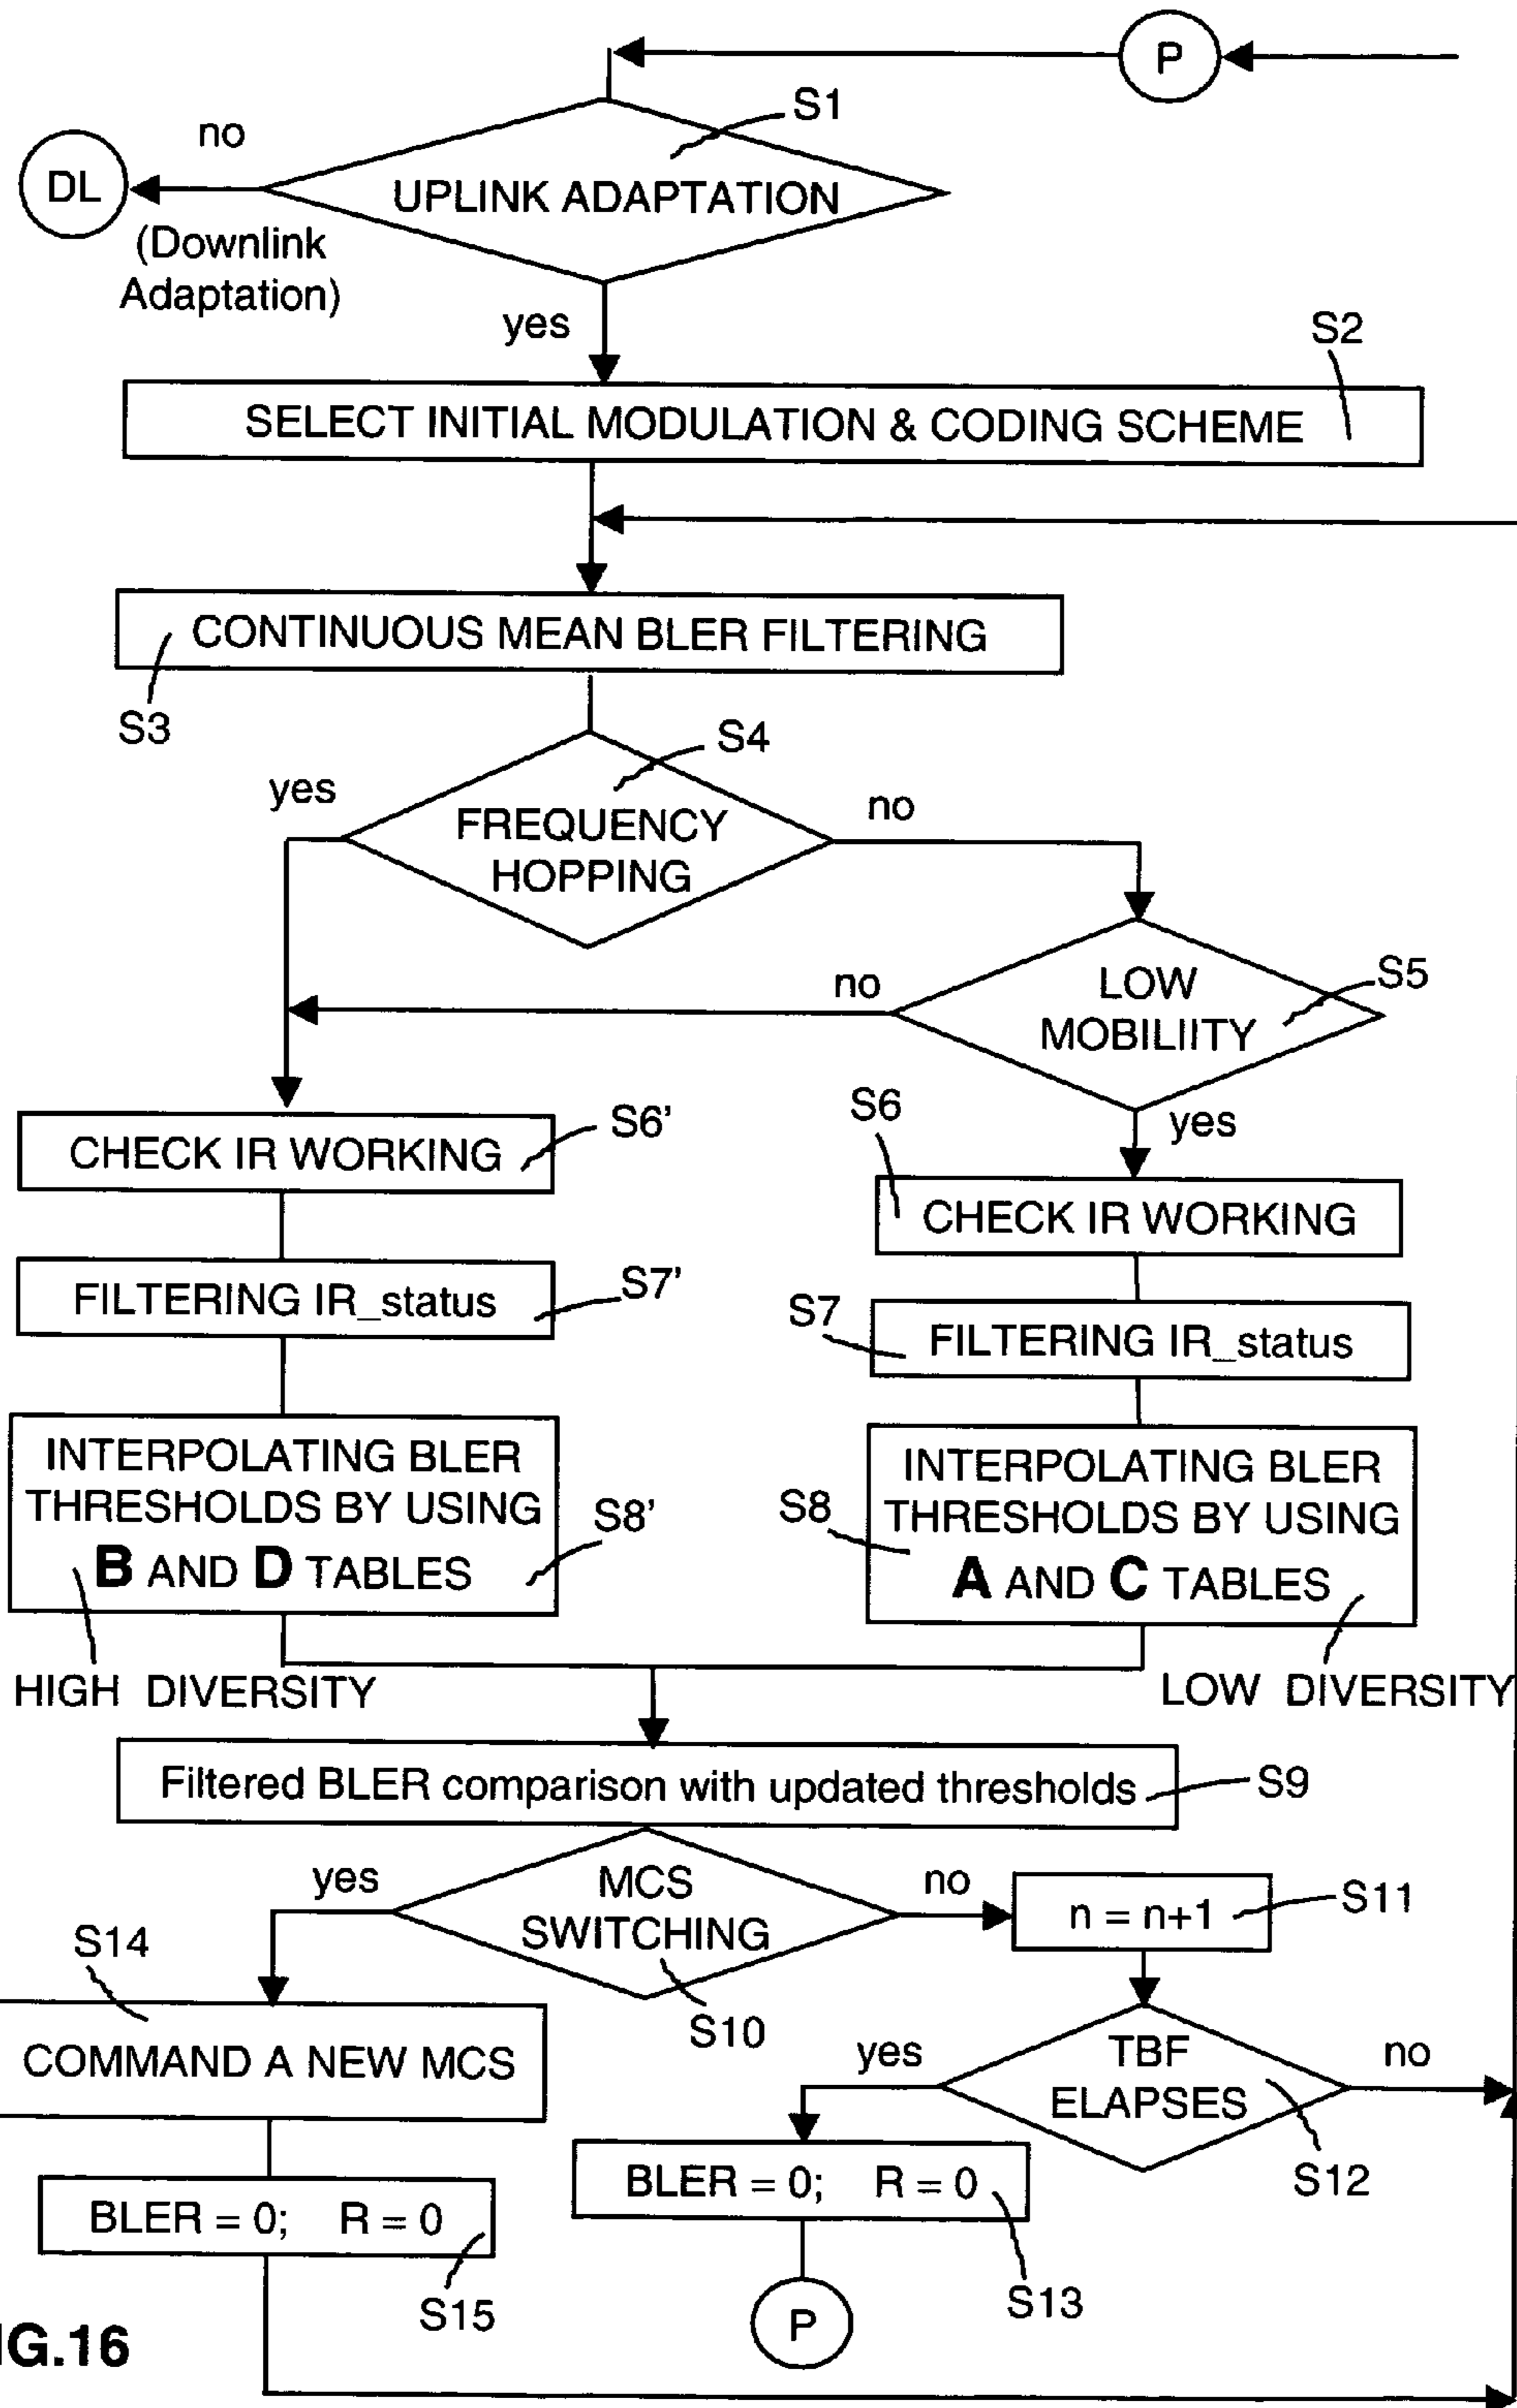 P
S1
no
DL
UPLINK ADAPTATION
(Downlink
Adaptation)
yes
S2
SELECT INITIAL MODULATION & CODING SCHEME
CONTINUOUS MEAN BLER FILTERING
S3
S4
yes
no
FREQUENCY
HOPPING
no
LOW
MOBILIITY
S5
S6'
S6
yes
CHECK IR WORKING
CHECK IR WORKING
S7'
FILTERING IR_status
S7
FILTERING IR_status
INTERPOLATING BLER
THRESHOLDS BY USING
B AND D TABLES
S8'
S8
INTERPOLATING BLER
THRESHOLDS BY USING
A AND C TABLES
HIGH DIVERSITY
LOW DIVERSITY
Filtered BLER comparison with updated thresholds
S9
yes
MCS
SWITCHING
no
n = n+1
S11
S14
S10
COMMAND A NEW MCS
yes
TBF
ELAPSES
no
S12
BLER = 0; R = 0
BLER = 0; R = 0
S13
S15
P
IG.16